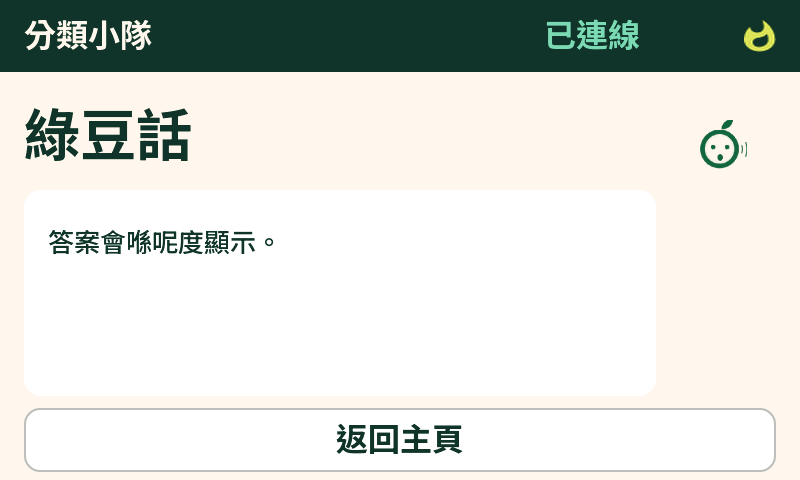 分類小隊
已連線
綠豆話
答案會喺呢度顯示。
返回主頁